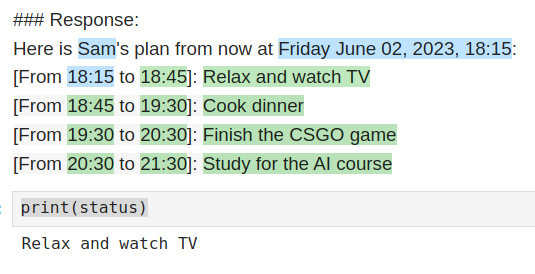 ### Response:
Here is Sam's plan from now at Friday June 02, 2023, 18:15:
[From 18:15 to 18:45]: Relax and watch TV
[From 18:45 to 19:30]: Cook dinner
[From 19:30 to 20:30]: Finish the CSGO game
[From 20:30 to 21:30]: Study for the AI course
print(status)
Relax and watch TV